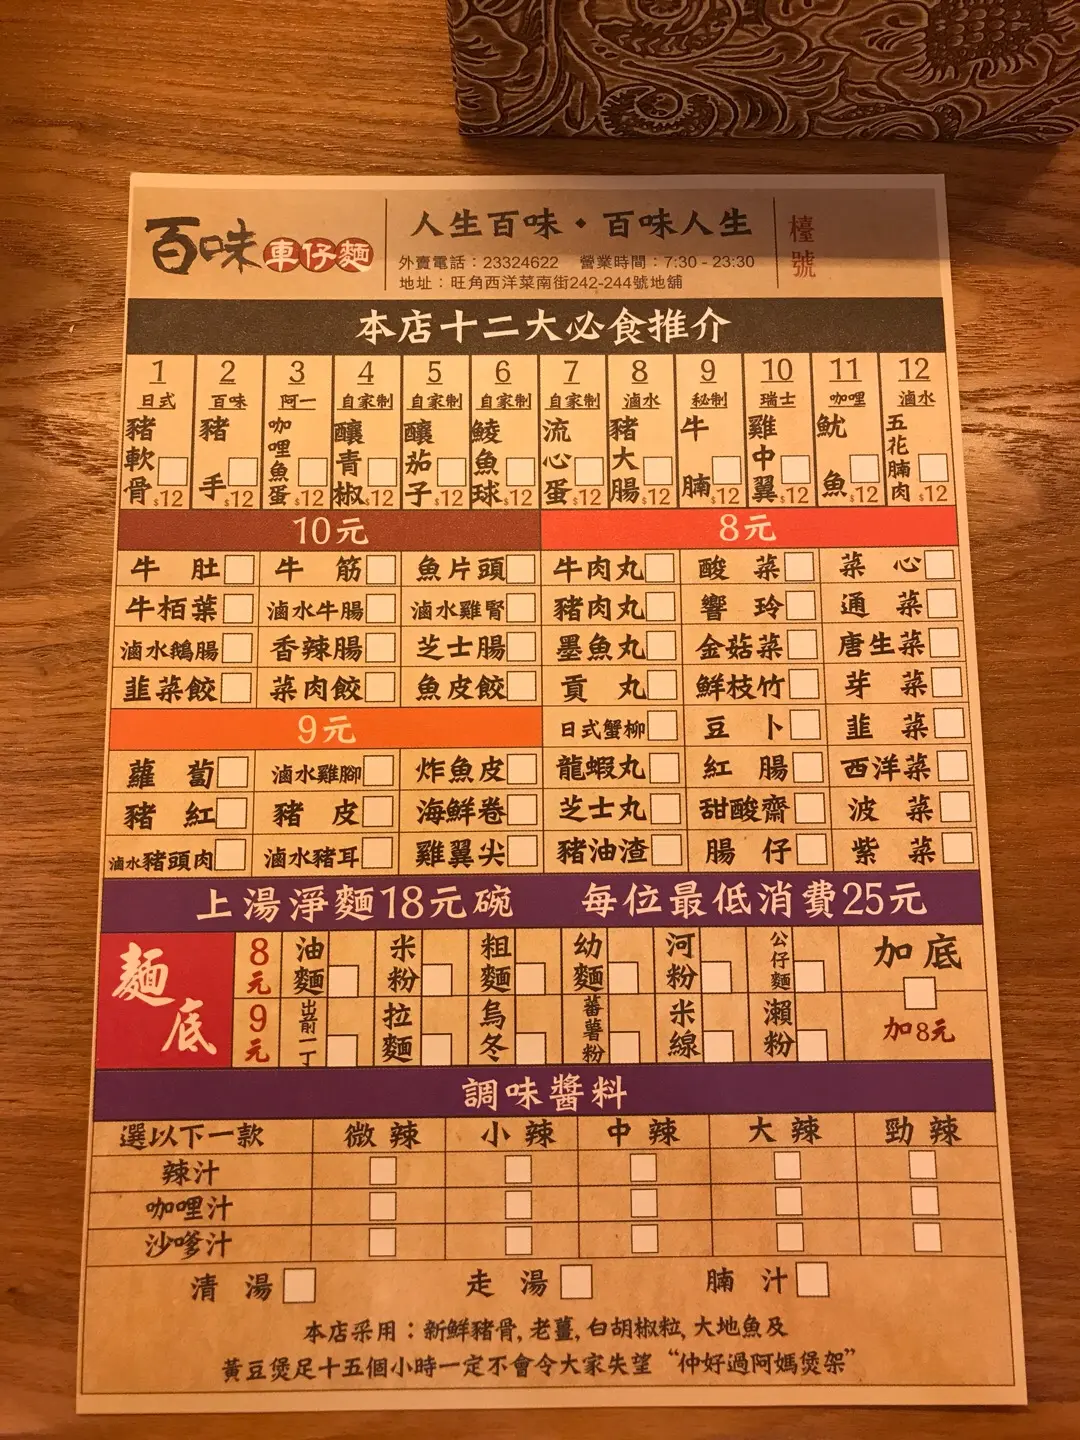 百味車仔麵
人生百味・百味人生
外賣電話：23324622　營業時間：7:30 - 23:30
地址：旺角西洋菜南街242-244號地舖
檯號
本店十二大必食推介
1 日式 豬軟骨 $12
2 百味 豬手 $12
3 阿一 咖哩魚蛋 $12
4 自家制 釀青椒 $12
5 自家制 釀茄子 $12
6 自家制 鯪魚球 $12
7 自家制 流心蛋 $12
8 滷水 豬大腸 $12
9 秘制 牛腩 $12
10 瑞士 雞中翼 $12
11 咖哩 魷魚 $12
12 滷水 五花腩肉 $12
10元
牛肚 牛筋 魚片頭
牛栢葉 滷水牛腸 滷水雞腎
滷水鵝腸 香辣腸 芝士腸
韮菜餃 菜肉餃 魚皮餃
9元
蘿蔔 滷水雞腳 炸魚皮
豬紅 豬皮 海鮮卷
滷水豬頭肉 滷水豬耳 雞翼尖
8元
牛肉丸 酸菜 菜心
豬肉丸 響玲 通菜
墨魚丸 金菇菜 唐生菜
貢丸 鮮枝竹 芽菜
日式蟹柳 豆卜 韮菜
龍蝦丸 紅腸 西洋菜
芝士丸 甜酸齋 波菜
豬油渣 腸仔 紫菜
上湯淨麵18元碗　每位最低消費25元
麵底
8元 油麵 米粉 粗麵 幼麵 河粉 公仔麵
9元 出前一丁 拉麵 烏冬 蕃薯粉 米線 瀨粉
加底
加8元
調味醬料
選以下一款 微辣 小辣 中辣 大辣 勁辣
辣汁
咖哩汁
沙嗲汁
清湯 走湯 腩汁
本店采用：新鮮豬骨, 老薑, 白胡椒粒, 大地魚及
黃豆煲足十五個小時一定不會令大家失望 “仲好過阿媽煲架”